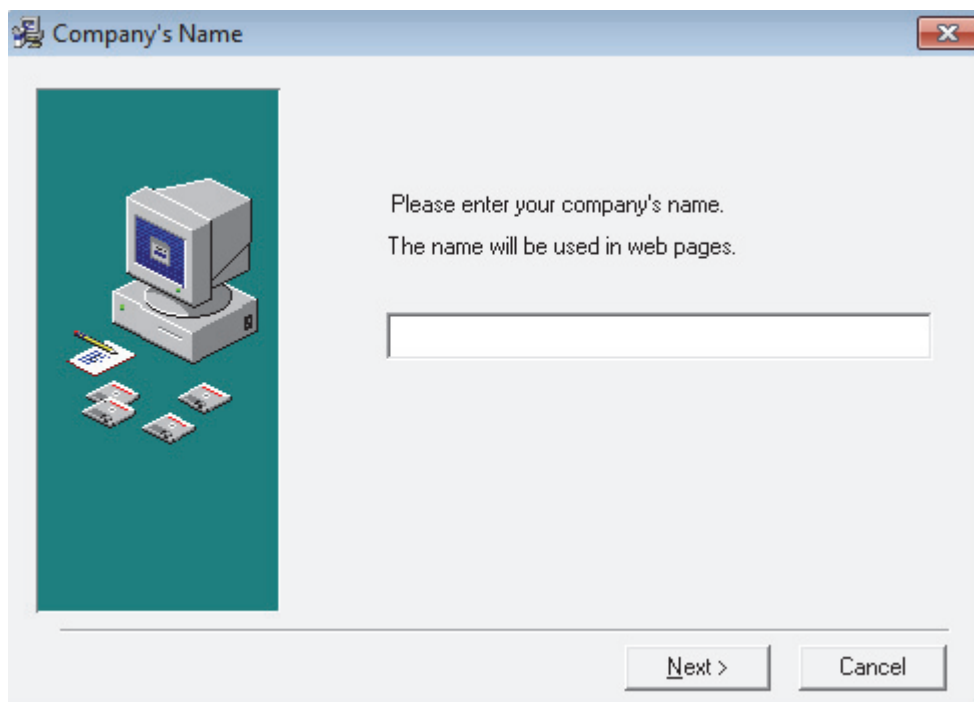 Company's Name
Please enter your company's name.
The name will be used in web pages.
Next >
Cancel